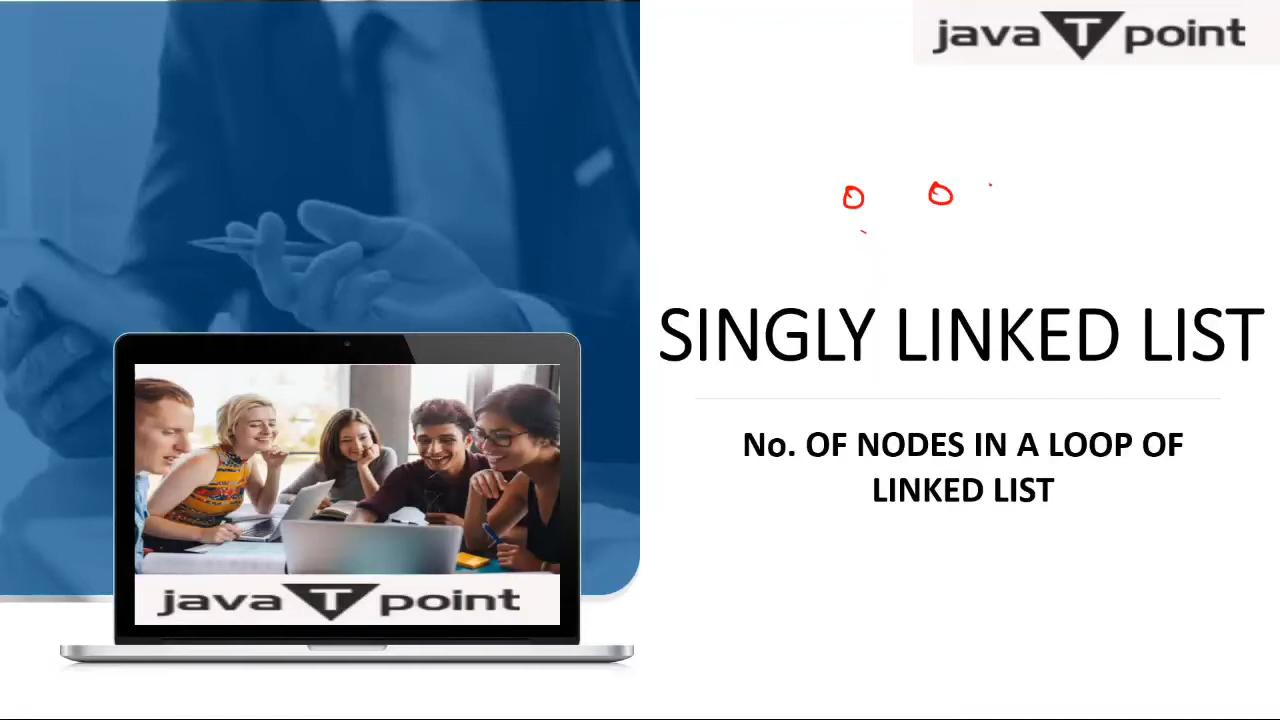 java T point
SINGLY LINKED LIST
No. OF NODES IN A LOOP OF
LINKED LIST
java T point